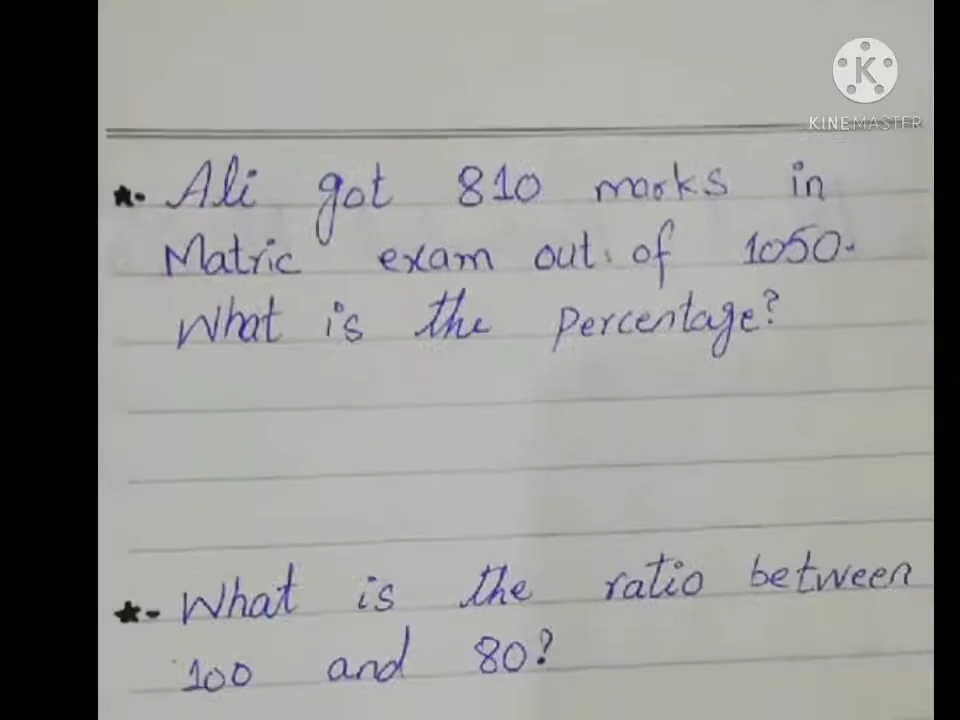 K
KINEMASTER
★- Ali got 810 marks in
Matric exam out of 1050.
What is the percentage?
★- What is the ratio between
100 and 80?